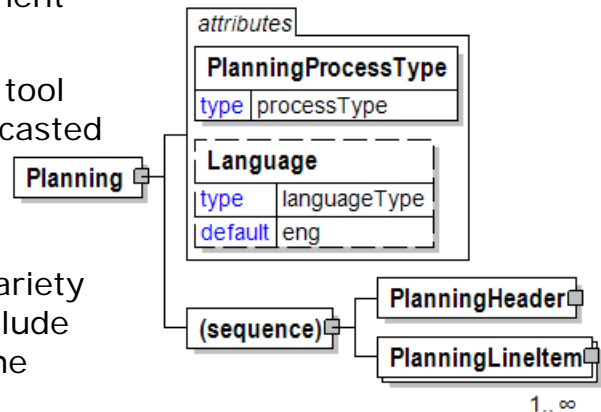 ent
tool
casted
ariety
lude
ne
attributes
PlanningProcessType
type processType
Language
type languageType
default eng
Planning
(sequence)
PlanningHeader
PlanningLineItem
1.. ∞